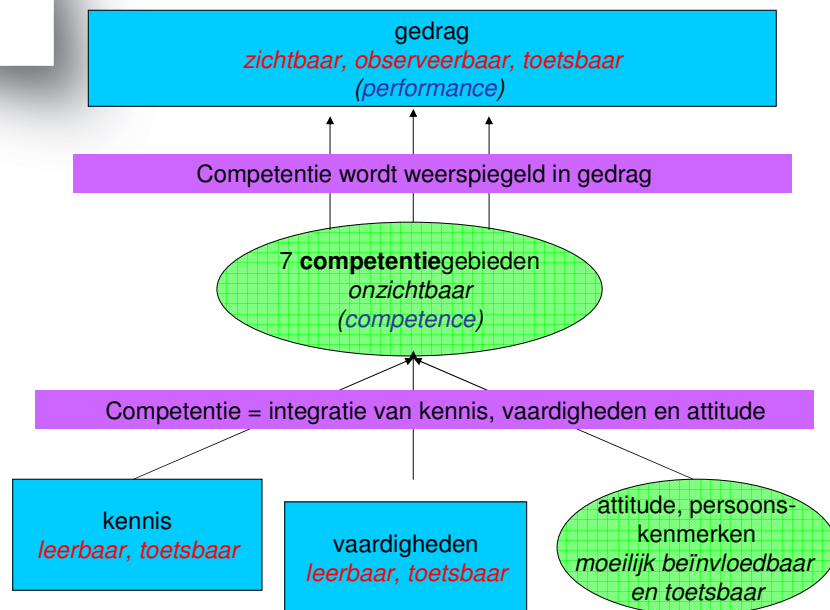 gedrag
zichtbaar, observeerbaar, toetsbaar
(performance)
Competentie wordt weerspiegeld in gedrag
7 competentiegebieden
onzichtbaar
(competence)
Competentie = integratie van kennis, vaardigheden en attitude
kennis
leerbaar, toetsbaar
vaardigheden
leerbaar, toetsbaar
attitude, persoons-
kenmerken
moeilijk beïnvloedbaar
en toetsbaar